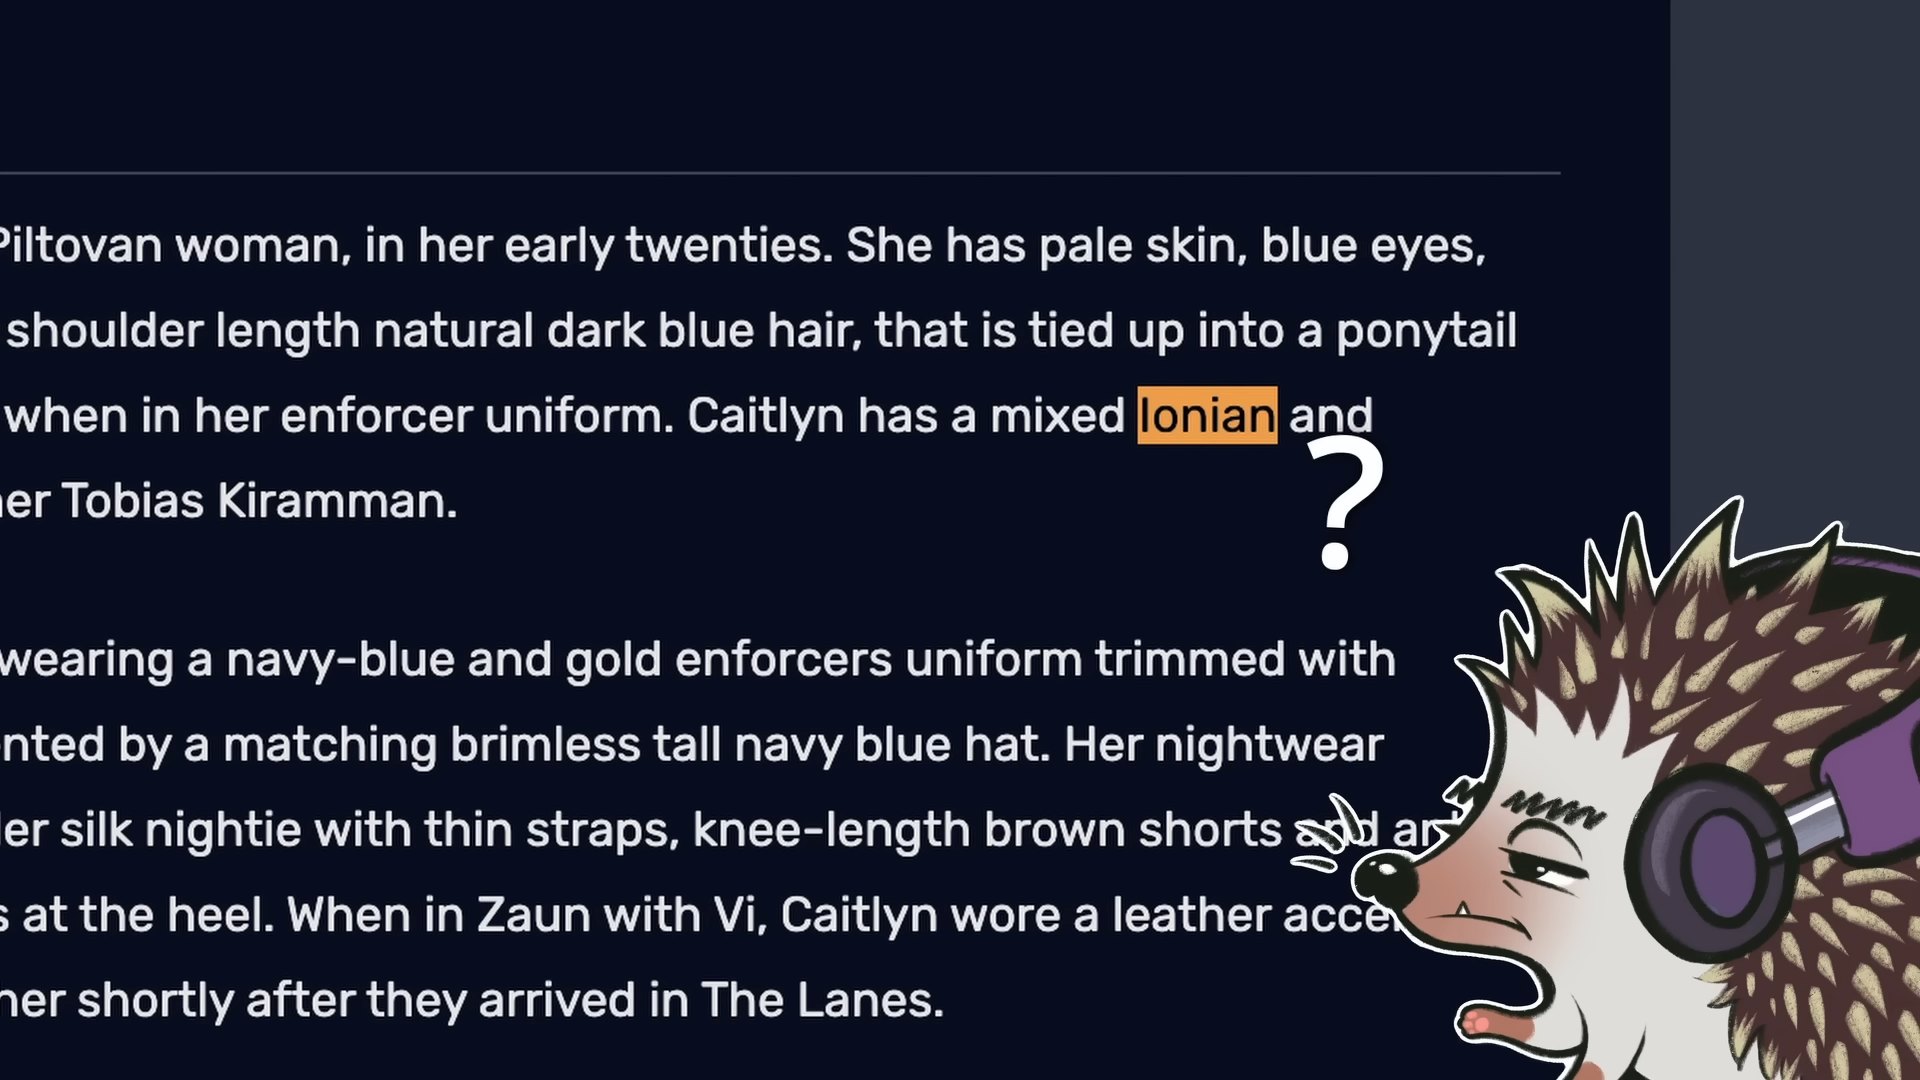 Piltovan woman, in her early twenties. She has pale skin, blue eyes,
shoulder length natural dark blue hair, that is tied up into a ponytail
when in her enforcer uniform. Caitlyn has a mixed Ionian and
Tobias Kiramman.
?
wearing a navy-blue and gold enforcers uniform trimmed with
by a matching brimless tall navy blue hat. Her nightwear
silk nightie with thin straps, knee-length brown shorts and
at the heel. When in Zaun with Vi, Caitlyn wore a leather
her shortly after they arrived in The Lanes.